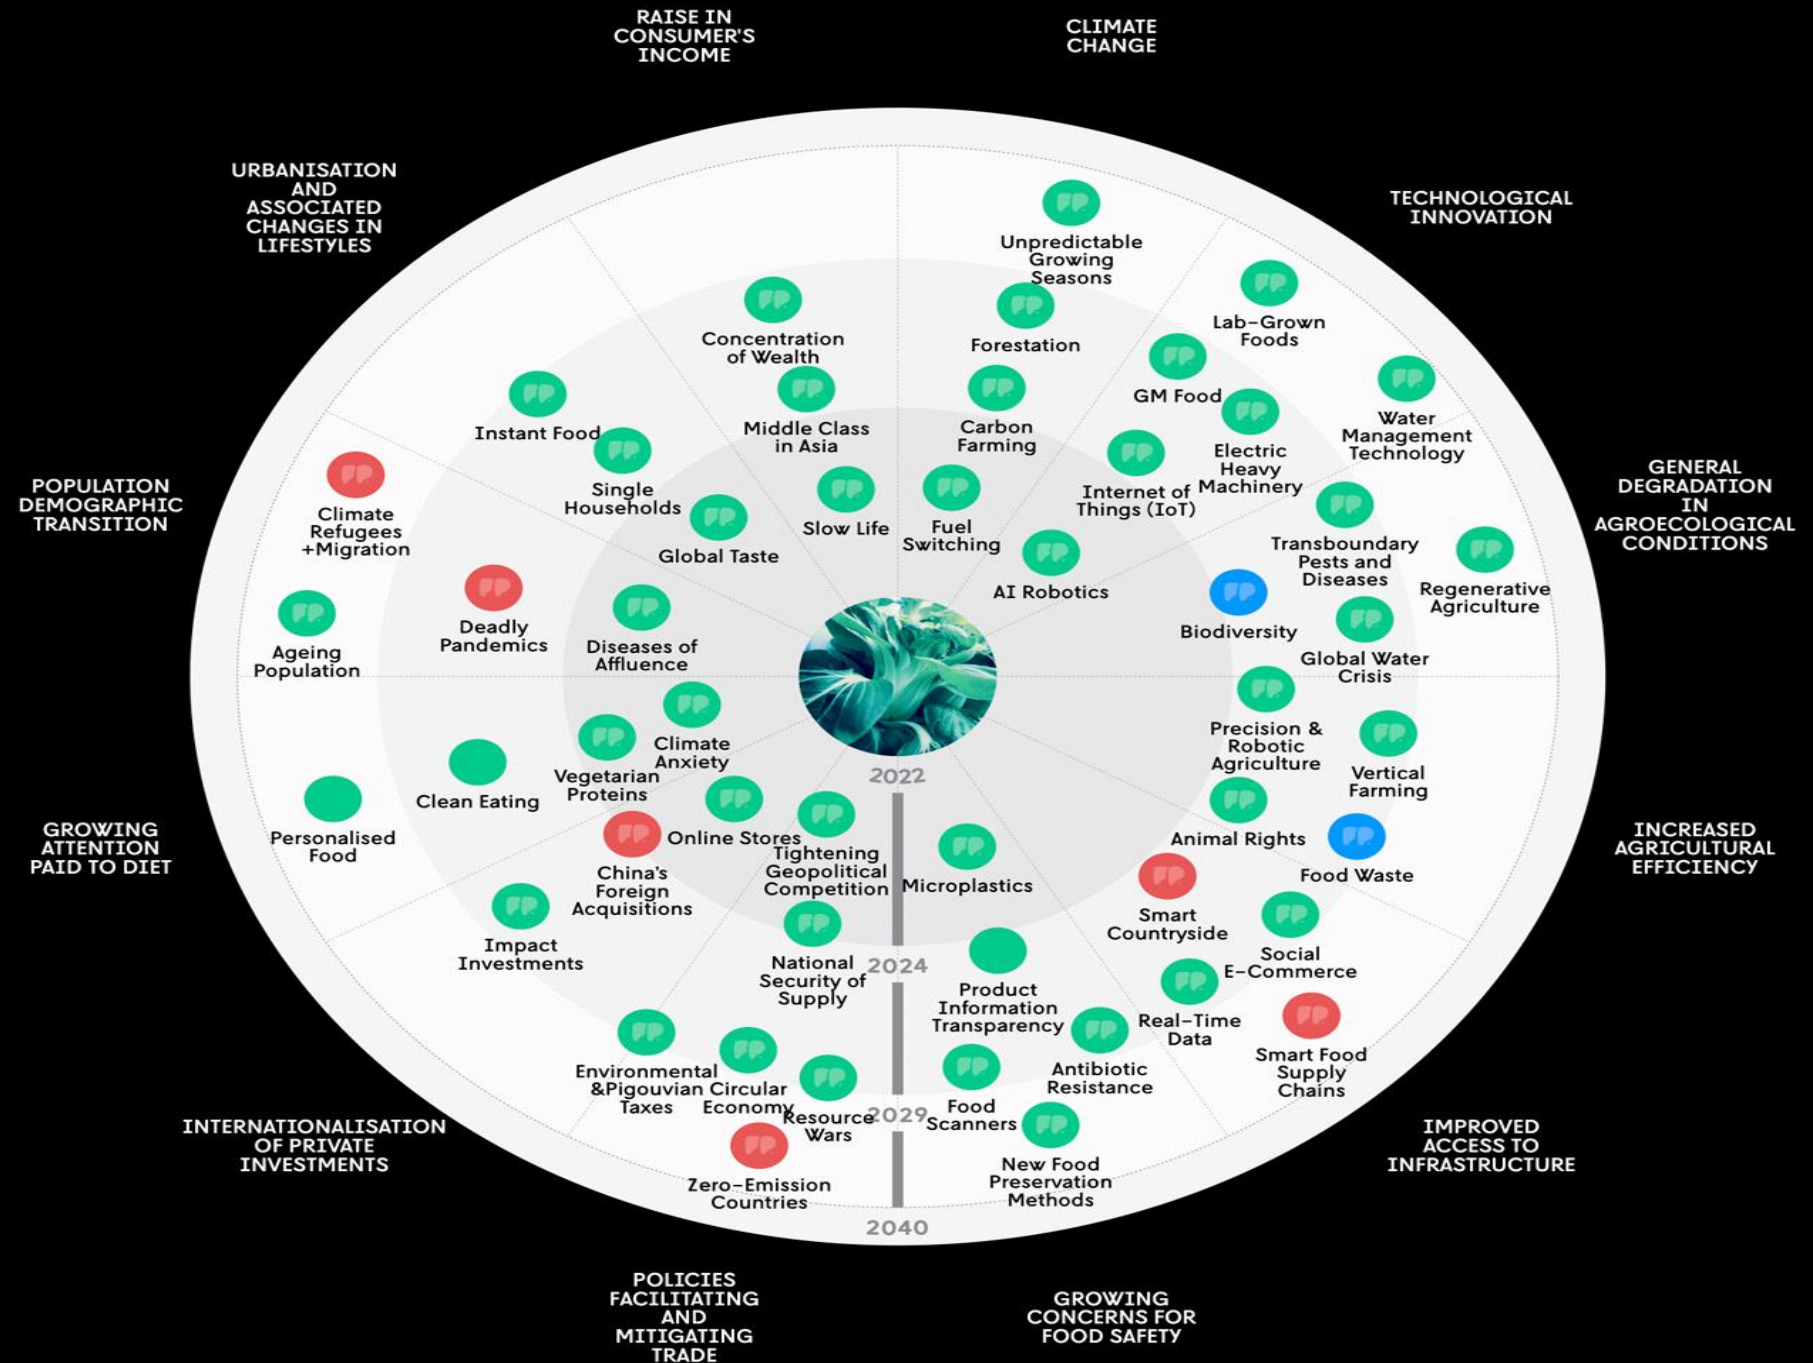 RAISE IN
CONSUMER'S
INCOME
CLIMATE
CHANGE
URBANISATION
AND
ASSOCIATED
CHANGES IN
LIFESTYLES
TECHNOLOGICAL
INNOVATION
POPULATION
DEMOGRAPHIC
TRANSITION
GENERAL
DEGRADATION
IN
AGROECOLOGICAL
CONDITIONS
GROWING
ATTENTION
PAID TO DIET
INCREASED
AGRICULTURAL
EFFICIENCY
INTERNATIONALISATION
OF PRIVATE
INVESTMENTS
IMPROVED
ACCESS TO
INFRASTRUCTURE
POLICIES
FACILITATING
AND
MITIGATING
TRADE
GROWING
CONCERNS FOR
FOOD SAFETY
Unpredictable
Growing
Seasons
Forestation
Carbon
Farming
Fuel
Switching
Lab-Grown
Foods
GM Food
Water
Management
Technology
Electric
Heavy
Machinery
Internet of
Things (IoT)
AI Robotics
Transboundary
Pests and
Diseases
Regenerative
Agriculture
Biodiversity
Global Water
Crisis
Precision &
Robotic
Agriculture
Vertical
Farming
Animal Rights
Food Waste
Smart
Countryside
Social
E-Commerce
Real-Time
Data
Smart Food
Supply
Chains
Microplastics
Product
Information
Transparency
Antibiotic
Resistance
Food
Scanners
New Food
Preservation
Methods
Tightening
Geopolitical
Competition
National
Security of
Supply
Environmental
&Pigouvian
Taxes
Circular
Economy
Resource
Wars
Zero-Emission
Countries
Online Stores
China's
Foreign
Acquisitions
Impact
Investments
Climate
Anxiety
Vegetarian
Proteins
Clean Eating
Personalised
Food
Diseases of
Affluence
Deadly
Pandemics
Ageing
Population
Climate
Refugees
+Migration
Instant Food
Single
Households
Global Taste
Concentration
of Wealth
Middle Class
in Asia
Slow Life
2022
2024
2029
2040